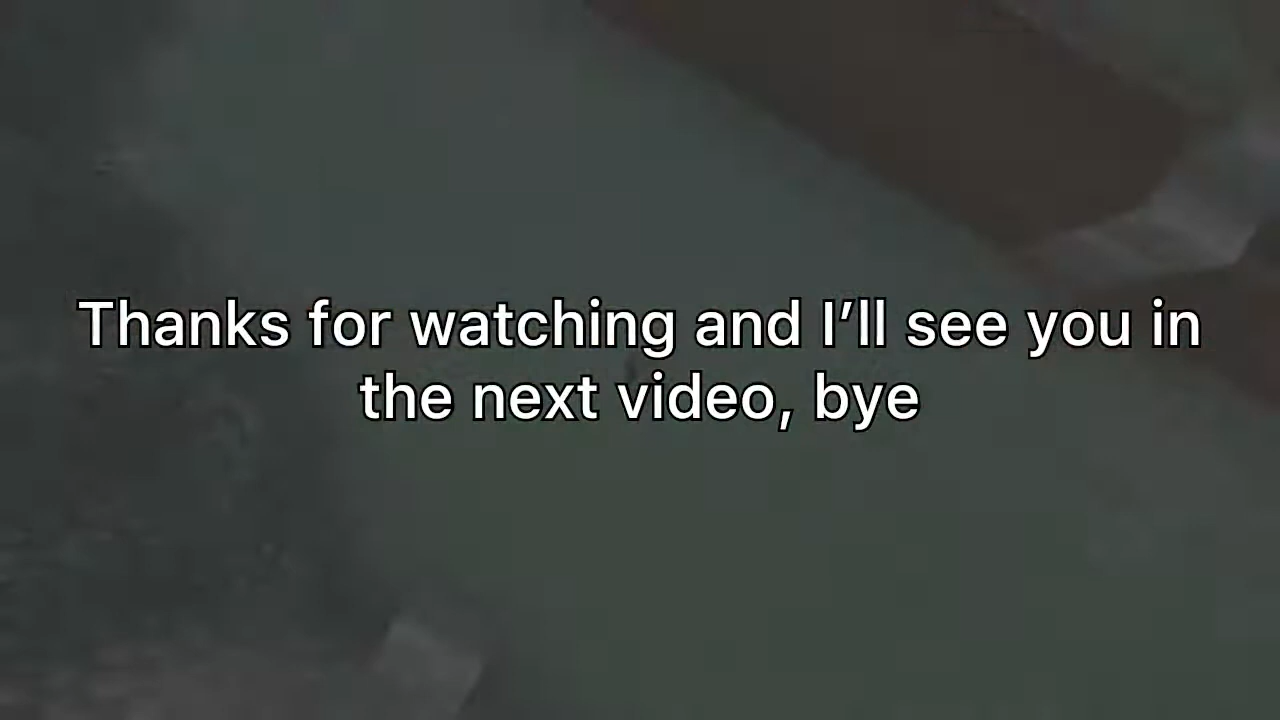 Thanks for watching and I’ll see you in
the next video, bye